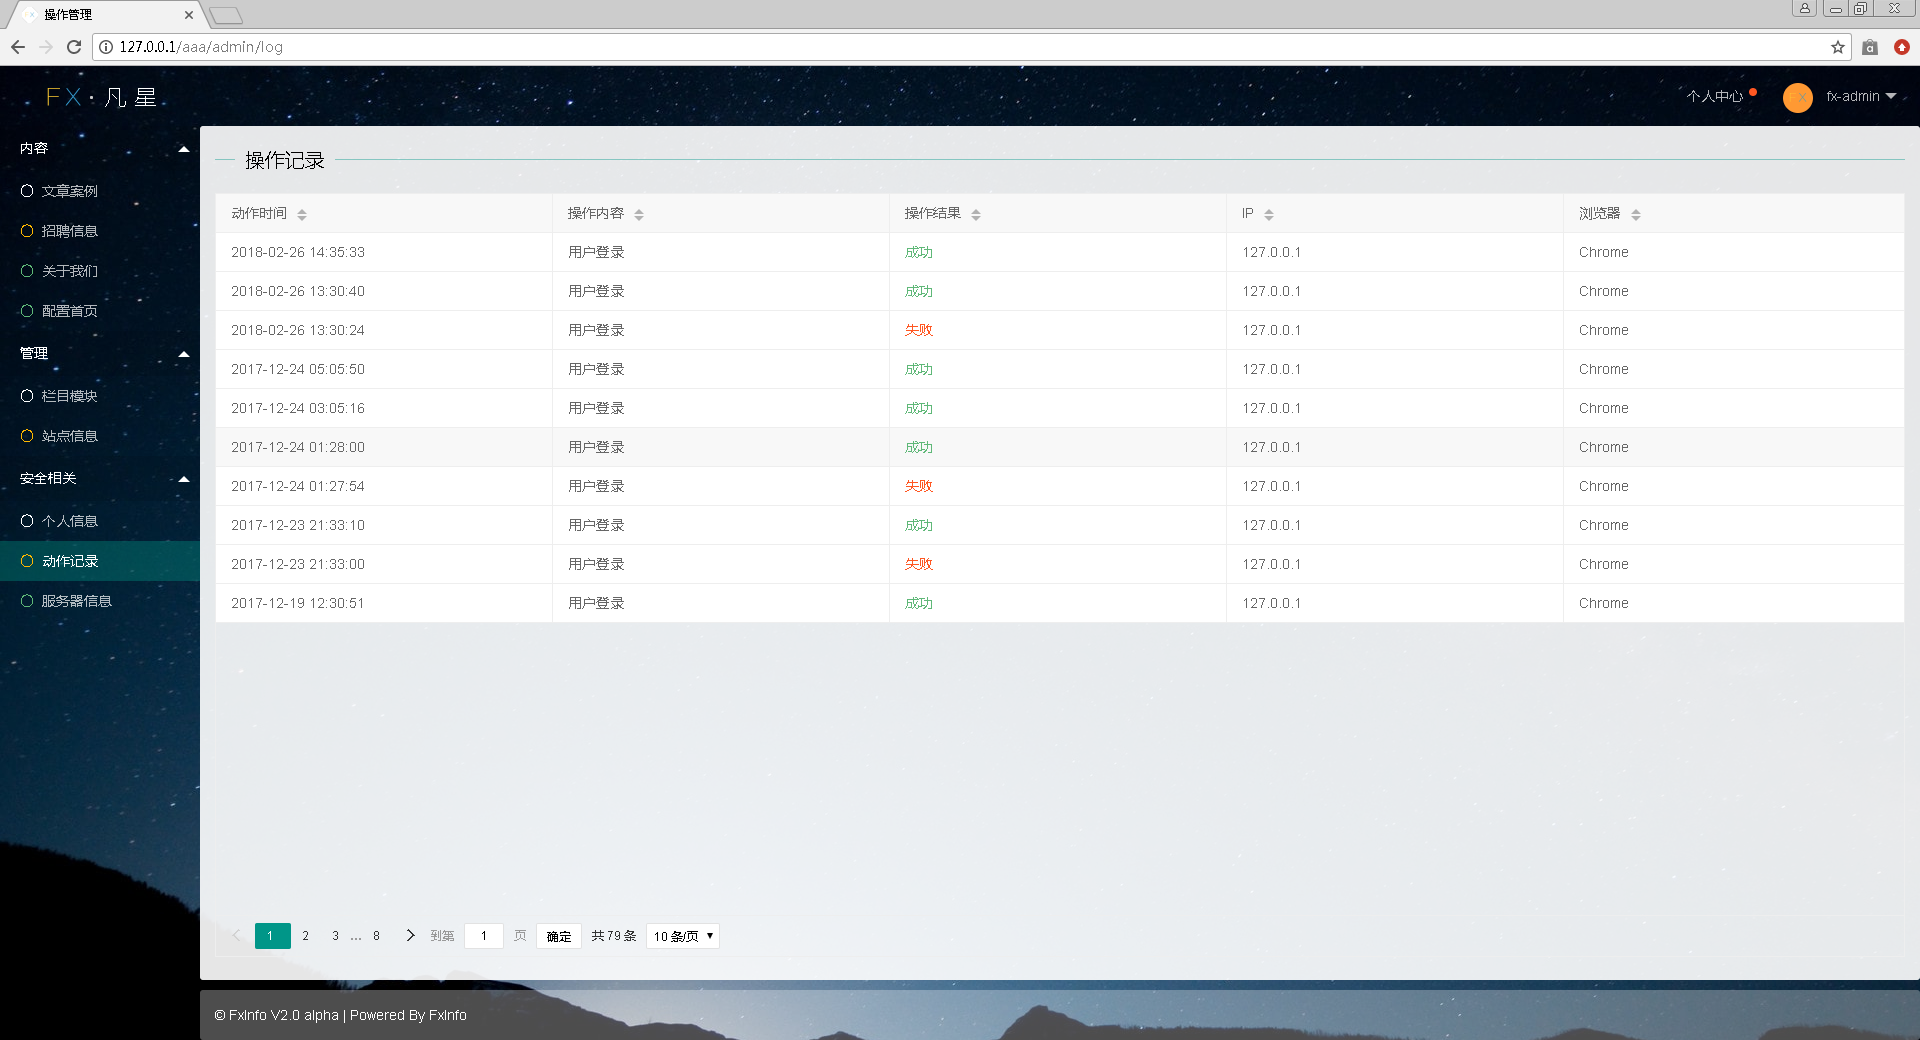 操作管理
127.0.0.1/aaa/admin/log
FX·凡星
个人中心 fx-admin
内容
文章案例
招聘信息
关于我们
配置首页
管理
栏目模块
站点信息
安全相关
个人信息
动作记录
服务器信息
操作记录
动作时间 操作内容 操作结果 IP 浏览器
2018-02-26 14:35:33 用户登录 成功 127.0.0.1 Chrome
2018-02-26 13:30:40 用户登录 成功 127.0.0.1 Chrome
2018-02-26 13:30:24 用户登录 失败 127.0.0.1 Chrome
2017-12-24 05:05:50 用户登录 成功 127.0.0.1 Chrome
2017-12-24 03:05:16 用户登录 成功 127.0.0.1 Chrome
2017-12-24 01:28:00 用户登录 成功 127.0.0.1 Chrome
2017-12-24 01:27:54 用户登录 失败 127.0.0.1 Chrome
2017-12-23 21:33:10 用户登录 成功 127.0.0.1 Chrome
2017-12-23 21:33:00 用户登录 失败 127.0.0.1 Chrome
2017-12-19 12:30:51 用户登录 成功 127.0.0.1 Chrome
1 2 3 … 8 到第 1 页 确定 共 79 条 10 条/页
© FxInfo V2.0 alpha | Powered By FxInfo